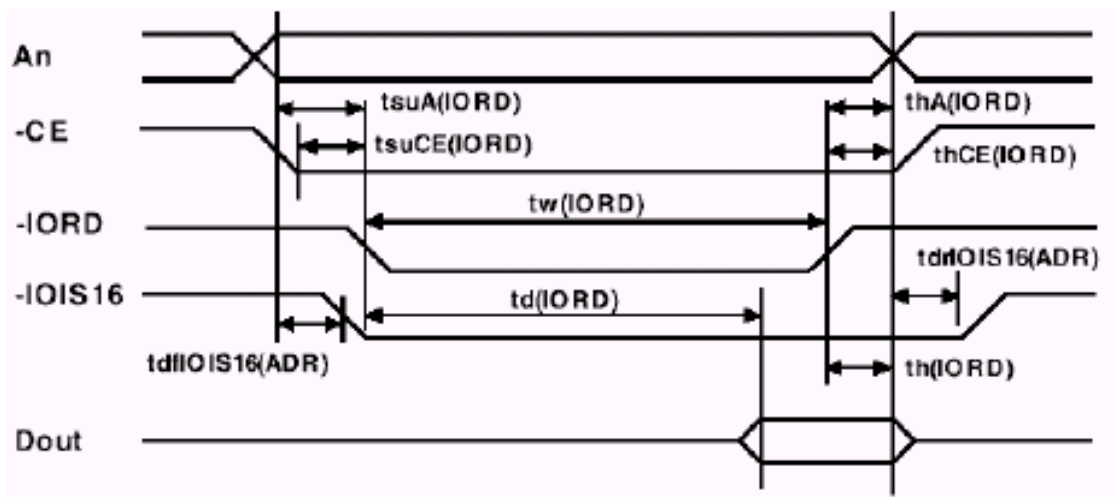 An
tsuA(IORD)
thA(IORD)
-CE
tsuCE(IORD)
thCE(IORD)
tw(IORD)
-IORD
tdrIOIS16(ADR)
-IOIS16
td(IORD)
tdfIOIS16(ADR)
th(IORD)
Dout